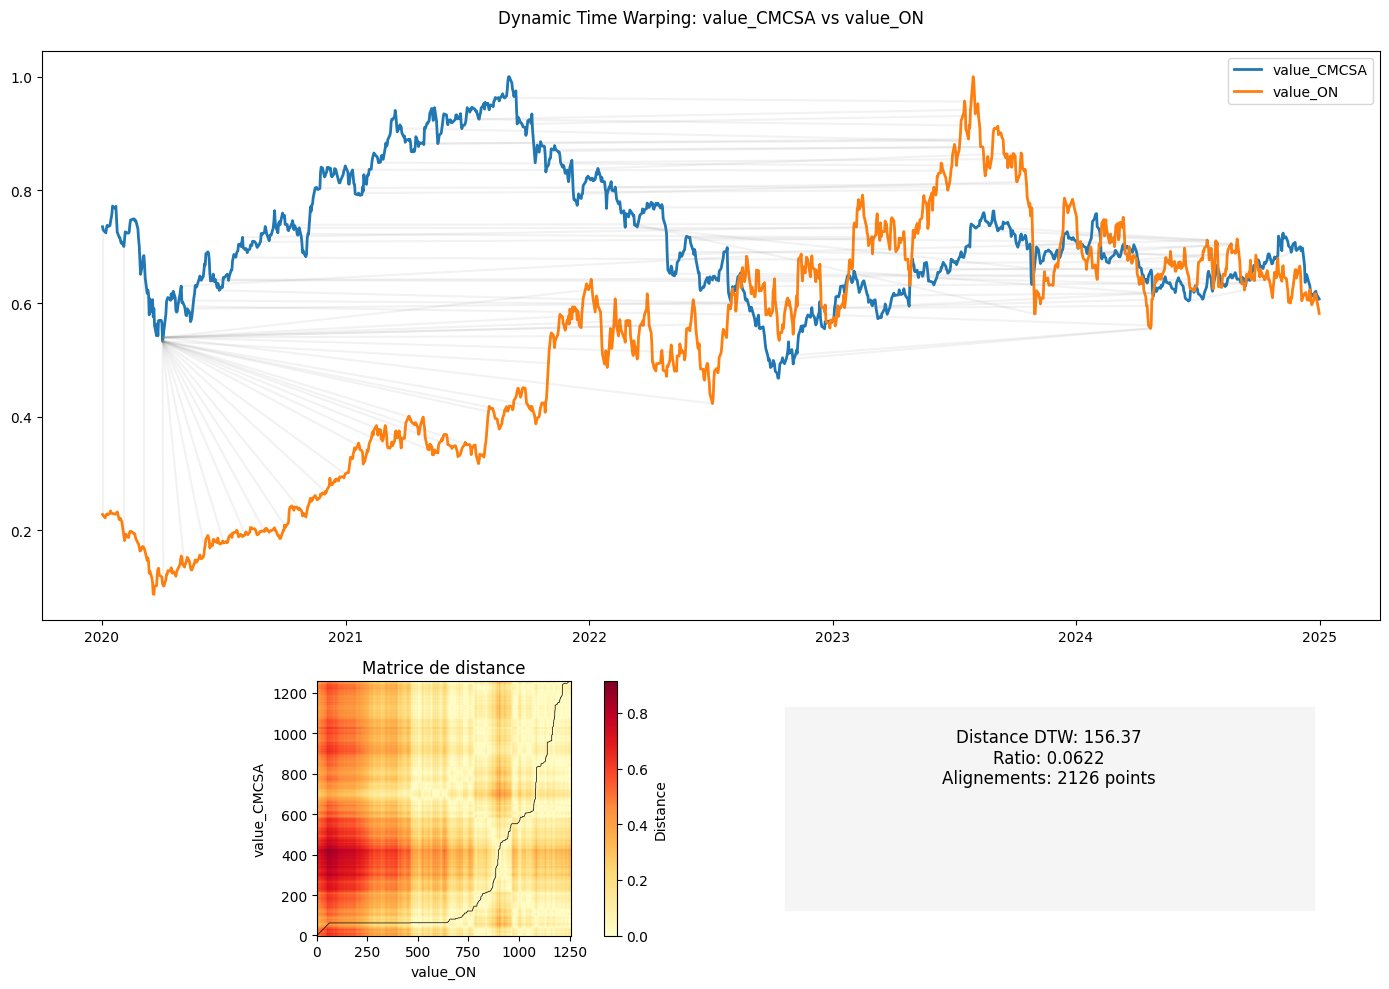 Dynamic Time Warping: value_CMCSA vs value_ON
value_CMCSA
value_ON
1.0
0.8
0.6
0.4
0.2
2020 2021 2022 2023 2024 2025
Matrice de distance
1200
1000
800
600
400
200
0
0 250 500 750 1000 1250
value_CMCSA
value_ON
0.8
0.6
0.4
0.2
0.0
Distance
Distance DTW: 156.37
Ratio: 0.0622
Alignements: 2126 points